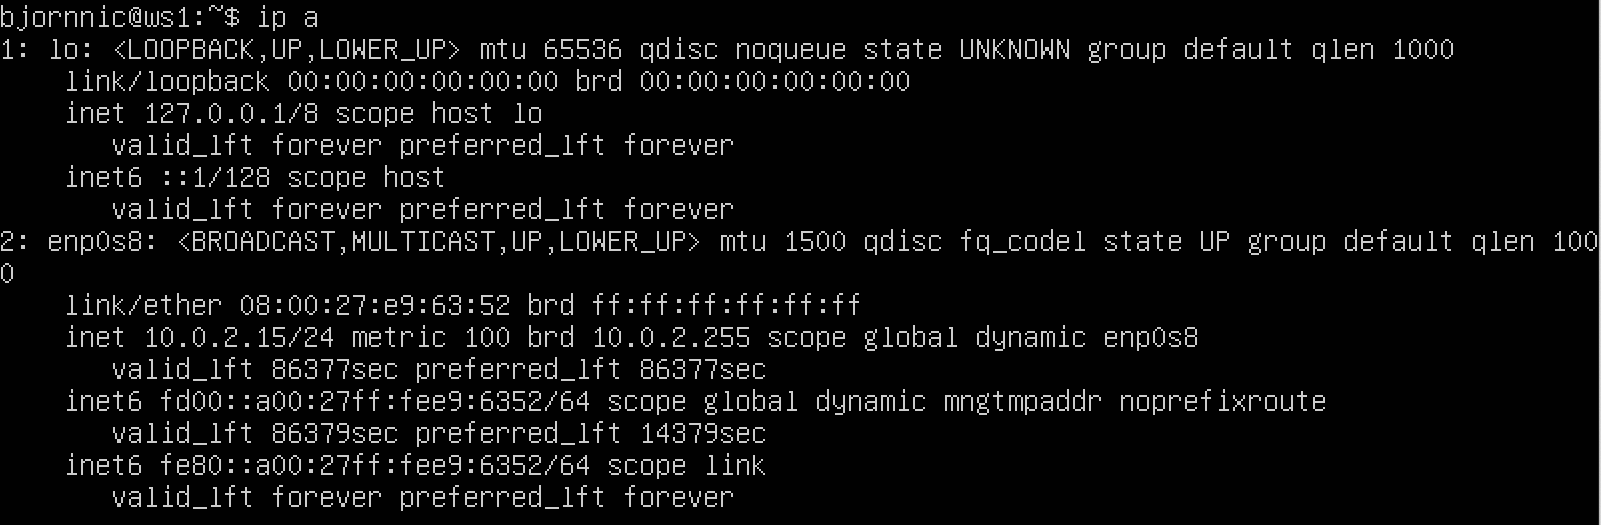 bjornnic@ws1:~$ ip a
1: lo: <LOOPBACK,UP,LOWER_UP> mtu 65536 qdisc noqueue state UNKNOWN group default qlen 1000
    link/loopback 00:00:00:00:00:00 brd 00:00:00:00:00:00
    inet 127.0.0.1/8 scope host lo
       valid_lft forever preferred_lft forever
    inet6 ::1/128 scope host
       valid_lft forever preferred_lft forever
2: enp0s8: <BROADCAST,MULTICAST,UP,LOWER_UP> mtu 1500 qdisc fq_codel state UP group default qlen 100
0
    link/ether 08:00:27:e9:63:52 brd ff:ff:ff:ff:ff:ff
    inet 10.0.2.15/24 metric 100 brd 10.0.2.255 scope global dynamic enp0s8
       valid_lft 86377sec preferred_lft 86377sec
    inet6 fd00::a00:27ff:fee9:6352/64 scope global dynamic mngtmpaddr noprefixroute
       valid_lft 86379sec preferred_lft 14379sec
    inet6 fe80::a00:27ff:fee9:6352/64 scope link
       valid_lft forever preferred_lft forever